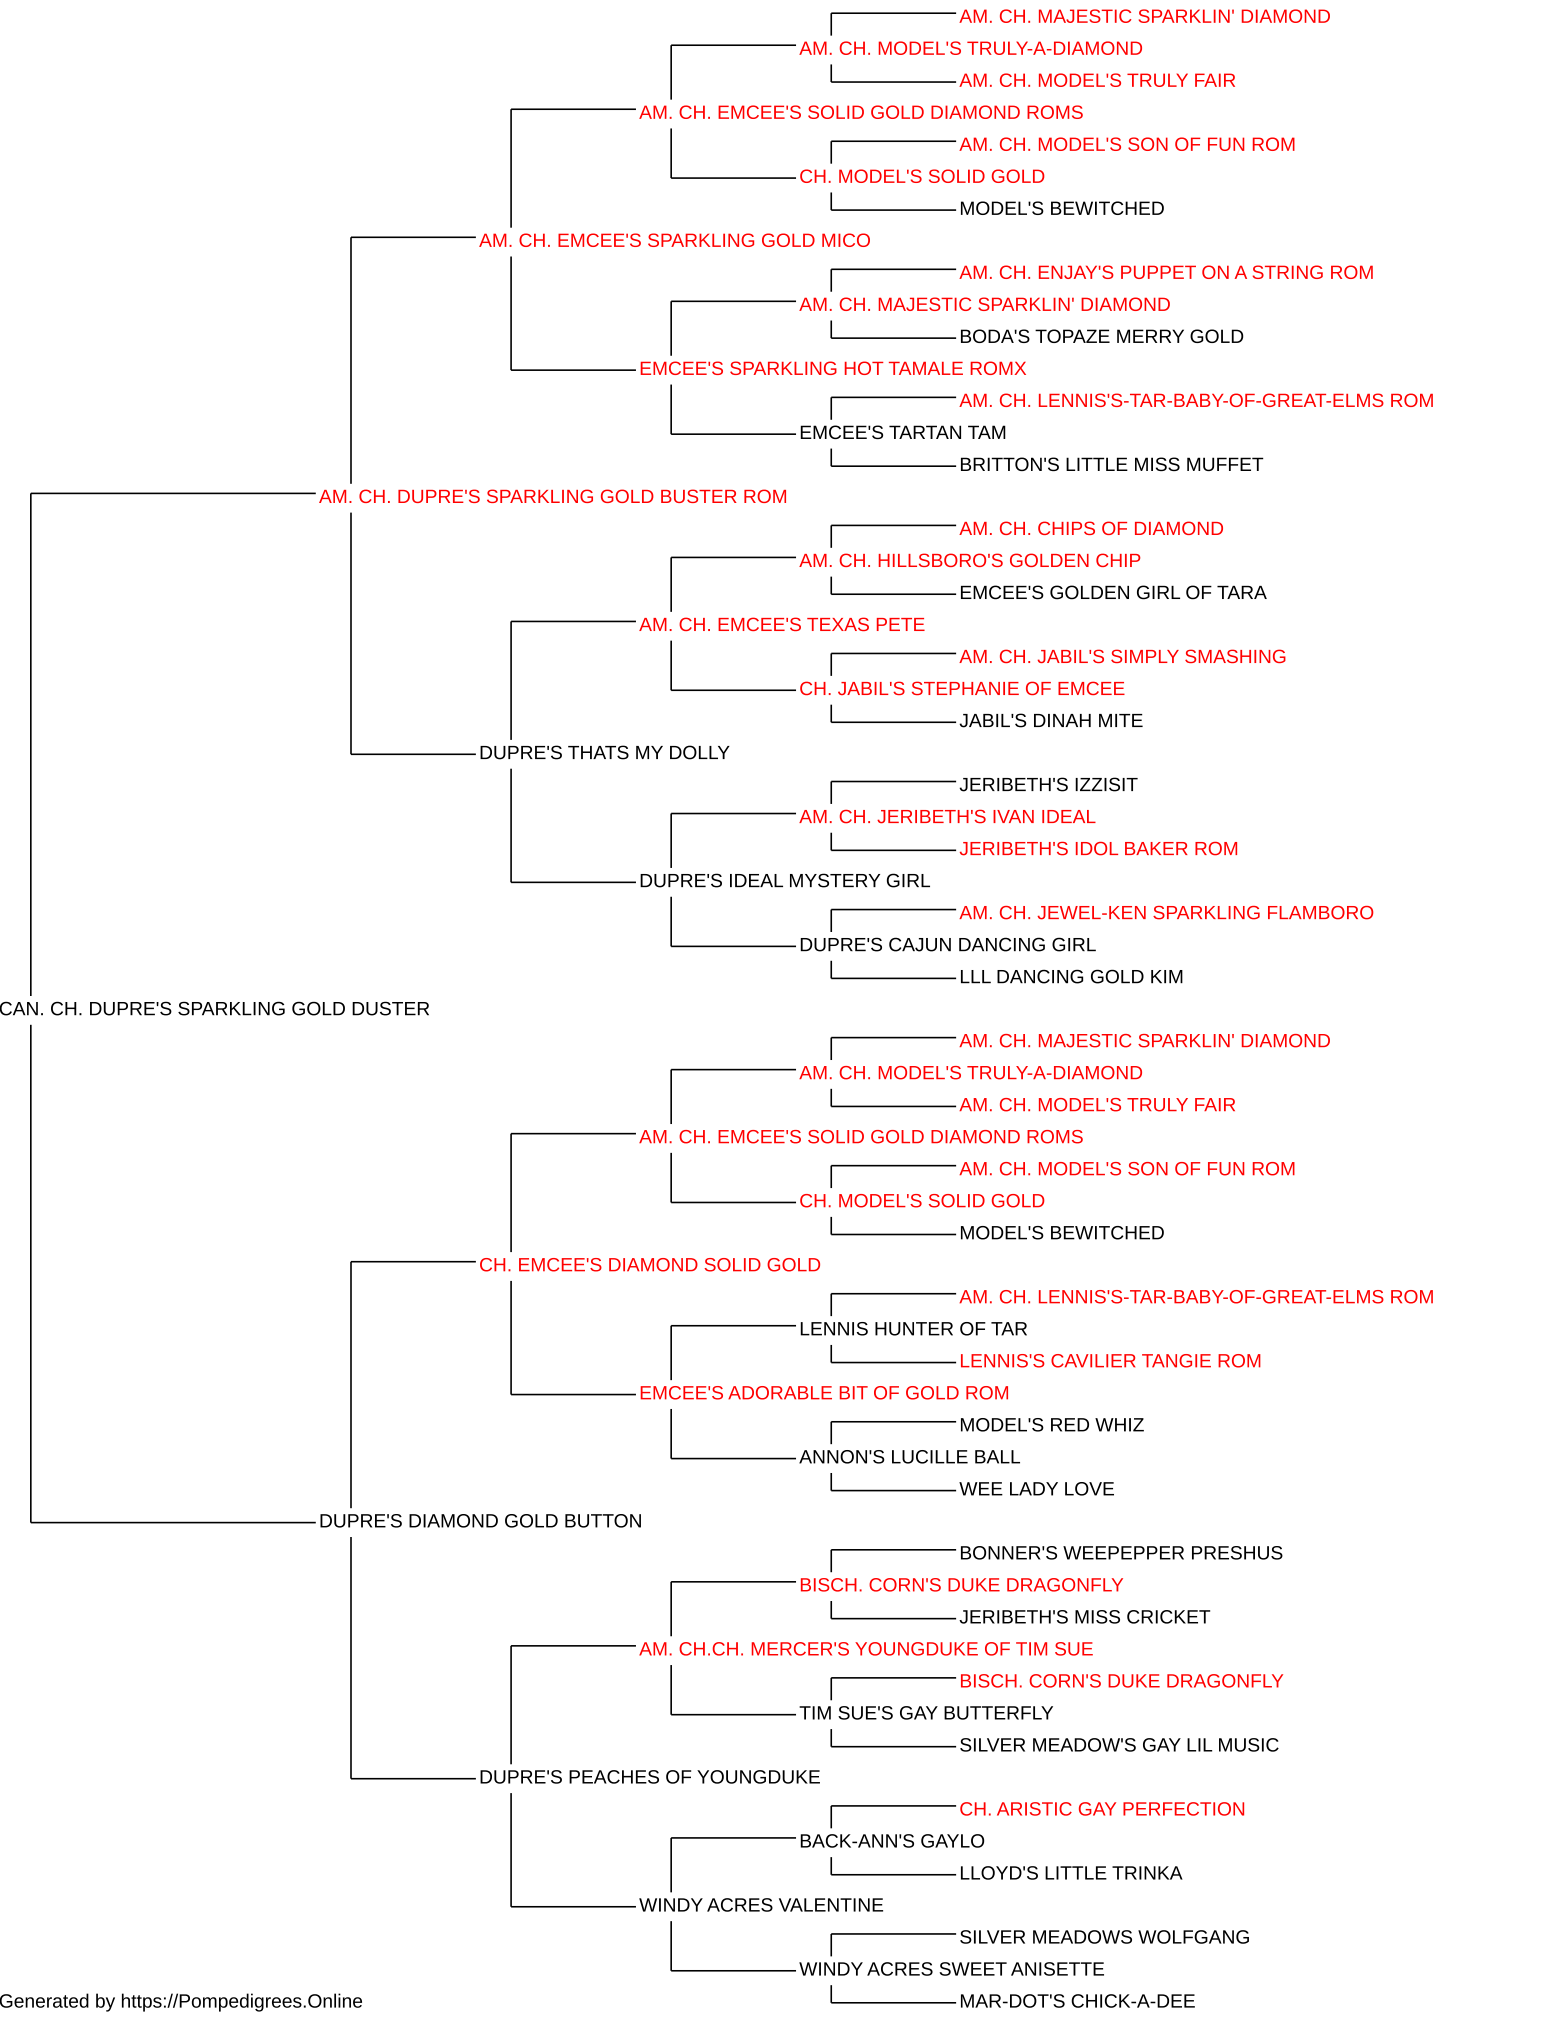 AM. CH. MAJESTIC SPARKLIN' DIAMOND
AM. CH. MODEL'S TRULY-A-DIAMOND
AM. CH. MODEL'S TRULY FAIR
AM. CH. EMCEE'S SOLID GOLD DIAMOND ROMS
AM. CH. MODEL'S SON OF FUN ROM
CH. MODEL'S SOLID GOLD
MODEL'S BEWITCHED
AM. CH. EMCEE'S SPARKLING GOLD MICO
AM. CH. ENJAY'S PUPPET ON A STRING ROM
AM. CH. MAJESTIC SPARKLIN' DIAMOND
BODA'S TOPAZE MERRY GOLD
EMCEE'S SPARKLING HOT TAMALE ROMX
AM. CH. LENNIS'S-TAR-BABY-OF-GREAT-ELMS ROM
EMCEE'S TARTAN TAM
BRITTON'S LITTLE MISS MUFFET
AM. CH. DUPRE'S SPARKLING GOLD BUSTER ROM
AM. CH. CHIPS OF DIAMOND
AM. CH. HILLSBORO'S GOLDEN CHIP
EMCEE'S GOLDEN GIRL OF TARA
AM. CH. EMCEE'S TEXAS PETE
AM. CH. JABIL'S SIMPLY SMASHING
CH. JABIL'S STEPHANIE OF EMCEE
JABIL'S DINAH MITE
DUPRE'S THATS MY DOLLY
JERIBETH'S IZZISIT
AM. CH. JERIBETH'S IVAN IDEAL
JERIBETH'S IDOL BAKER ROM
DUPRE'S IDEAL MYSTERY GIRL
AM. CH. JEWEL-KEN SPARKLING FLAMBORO
DUPRE'S CAJUN DANCING GIRL
LLL DANCING GOLD KIM
CAN. CH. DUPRE'S SPARKLING GOLD DUSTER
AM. CH. MAJESTIC SPARKLIN' DIAMOND
AM. CH. MODEL'S TRULY-A-DIAMOND
AM. CH. MODEL'S TRULY FAIR
AM. CH. EMCEE'S SOLID GOLD DIAMOND ROMS
AM. CH. MODEL'S SON OF FUN ROM
CH. MODEL'S SOLID GOLD
MODEL'S BEWITCHED
CH. EMCEE'S DIAMOND SOLID GOLD
AM. CH. LENNIS'S-TAR-BABY-OF-GREAT-ELMS ROM
LENNIS HUNTER OF TAR
LENNIS'S CAVILIER TANGIE ROM
EMCEE'S ADORABLE BIT OF GOLD ROM
MODEL'S RED WHIZ
ANNON'S LUCILLE BALL
WEE LADY LOVE
DUPRE'S DIAMOND GOLD BUTTON
BONNER'S WEEPEPPER PRESHUS
BISCH. CORN'S DUKE DRAGONFLY
JERIBETH'S MISS CRICKET
AM. CH.CH. MERCER'S YOUNGDUKE OF TIM SUE
BISCH. CORN'S DUKE DRAGONFLY
TIM SUE'S GAY BUTTERFLY
SILVER MEADOW'S GAY LIL MUSIC
DUPRE'S PEACHES OF YOUNGDUKE
CH. ARISTIC GAY PERFECTION
BACK-ANN'S GAYLO
LLOYD'S LITTLE TRINKA
WINDY ACRES VALENTINE
SILVER MEADOWS WOLFGANG
WINDY ACRES SWEET ANISETTE
MAR-DOT'S CHICK-A-DEE
Generated by https://Pompedigrees.Online